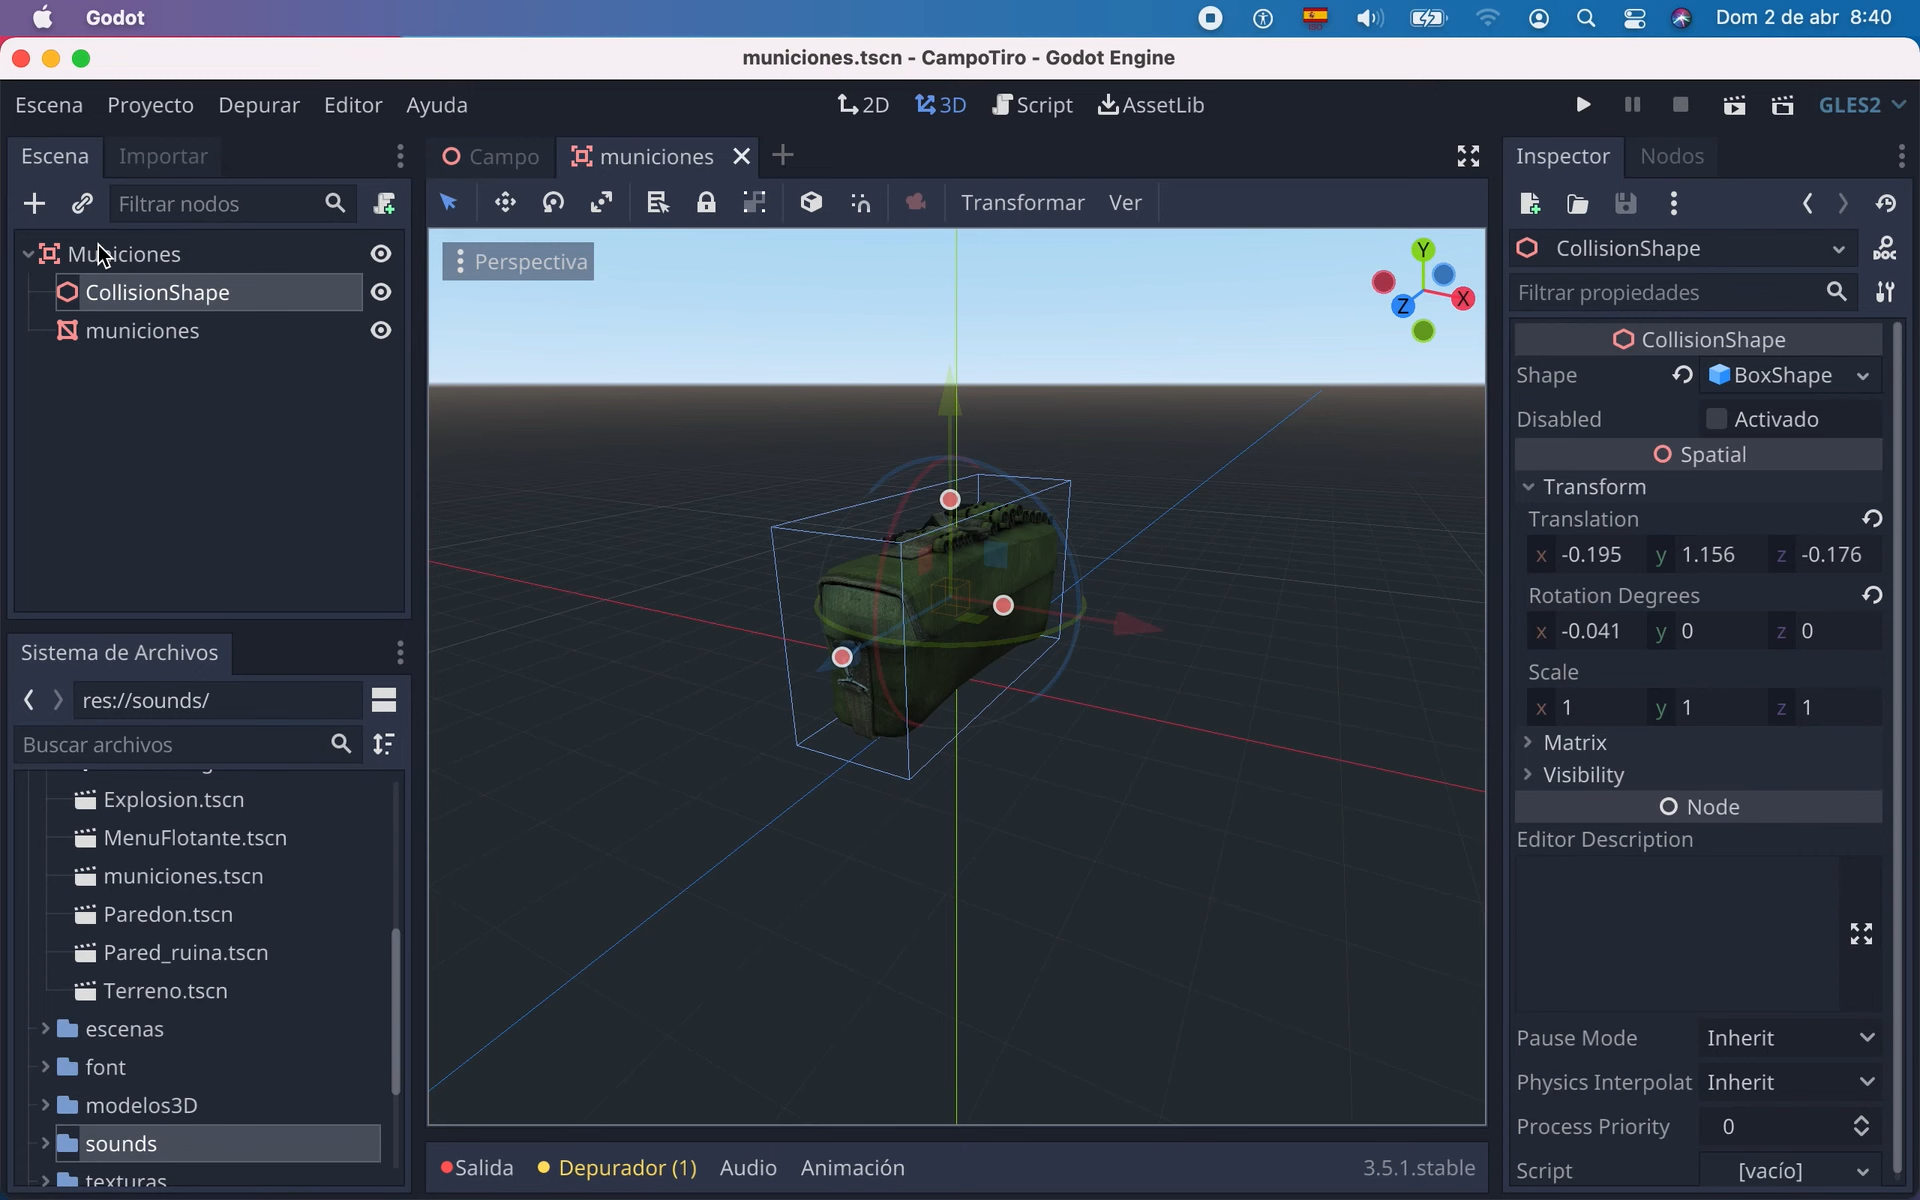 Godot
Dom 2 de abr 8:40
municiones.tscn - CampoTiro - Godot Engine
Escena Proyecto Depurar Editor Ayuda
2D 3D Script AssetLib
GLES2
Escena Importar
Filtrar nodos
Municiones
CollisionShape
municiones
Sistema de Archivos
res://sounds/
Buscar archivos
Explosion.tscn
MenuFlotante.tscn
municiones.tscn
Paredon.tscn
Pared_ruina.tscn
Terreno.tscn
escenas
font
modelos3D
sounds
texturas
Campo municiones
Transformar Ver
Perspectiva
Y
X
Z
Salida Depurador (1) Audio Animación
3.5.1.stable
Inspector Nodos
CollisionShape
Filtrar propiedades
CollisionShape
Shape BoxShape
Disabled Activado
Spatial
Transform
Translation
x -0.195 y 1.156 z -0.176
Rotation Degrees
x -0.041 y 0 z 0
Scale
x 1 y 1 z 1
Matrix
Visibility
Node
Editor Description
Pause Mode Inherit
Physics Interpolat Inherit
Process Priority 0
Script [vacío]